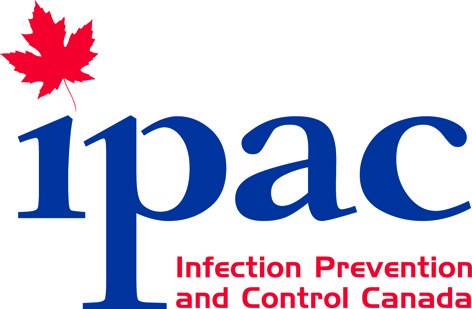 ipac
Infection Prevention
and Control Canada